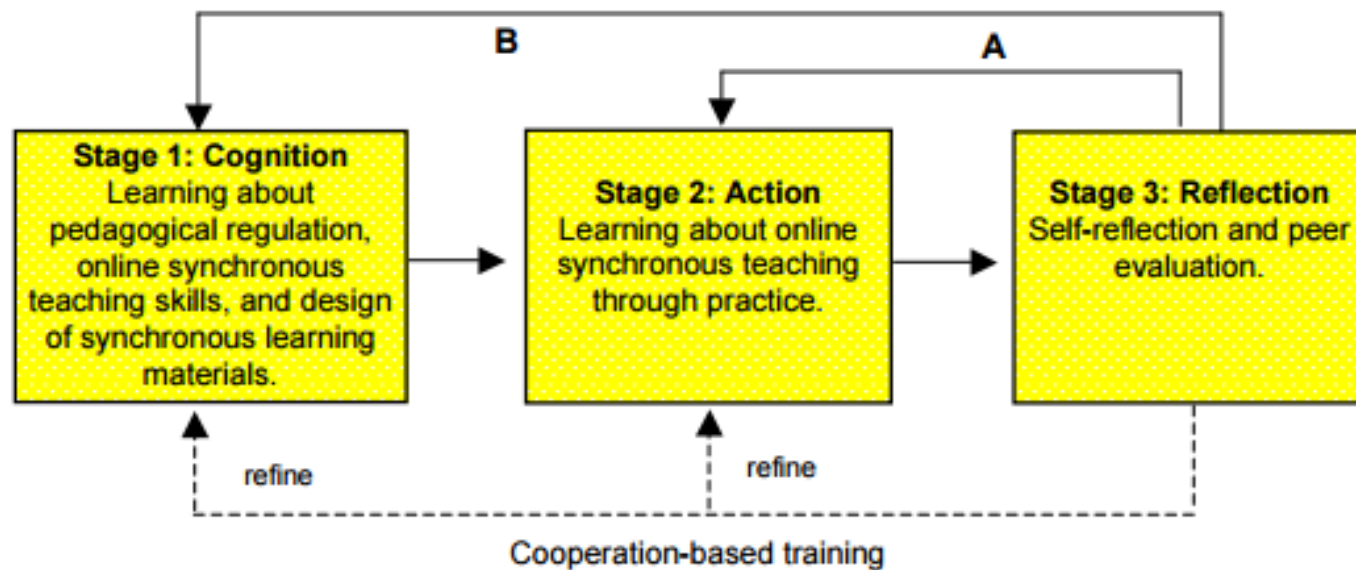 B
A
Stage 1: Cognition
Learning about
pedagogical regulation,
online synchronous
teaching skills, and design
of synchronous learning
materials.
Stage 2: Action
Learning about online
synchronous teaching
through practice.
Stage 3: Reflection
Self-reflection and peer
evaluation.
refine
refine
Cooperation-based training